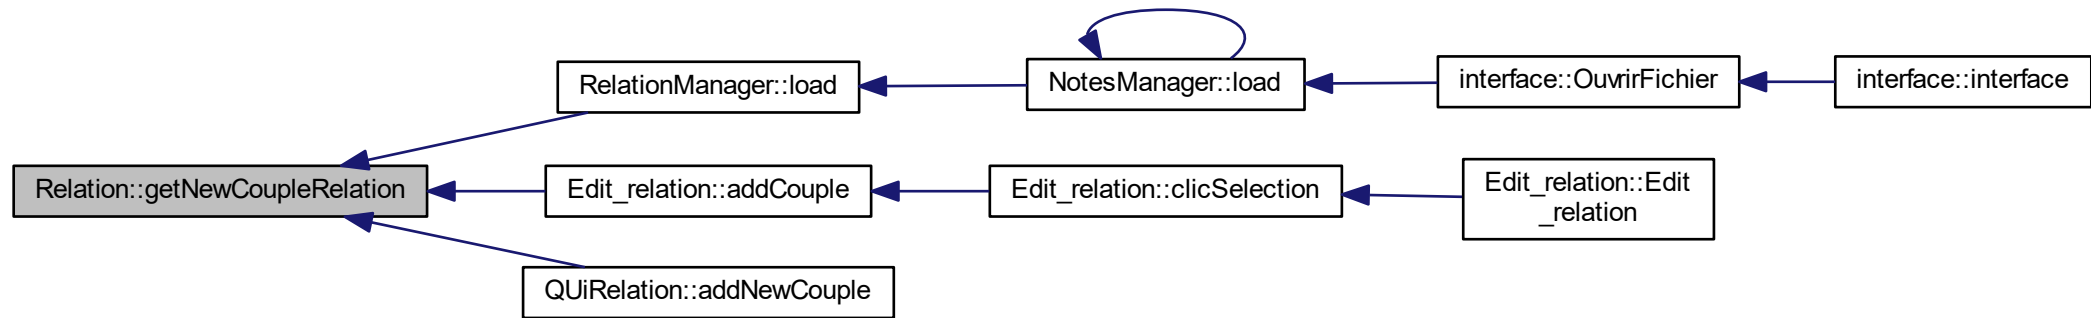 RelationManager::load
NotesManager::load
interface::OuvrirFichier
interface::interface
Relation::getNewCoupleRelation
Edit_relation::addCouple
Edit_relation::clicSelection
Edit_relation::Edit
_relation
QUiRelation::addNewCouple